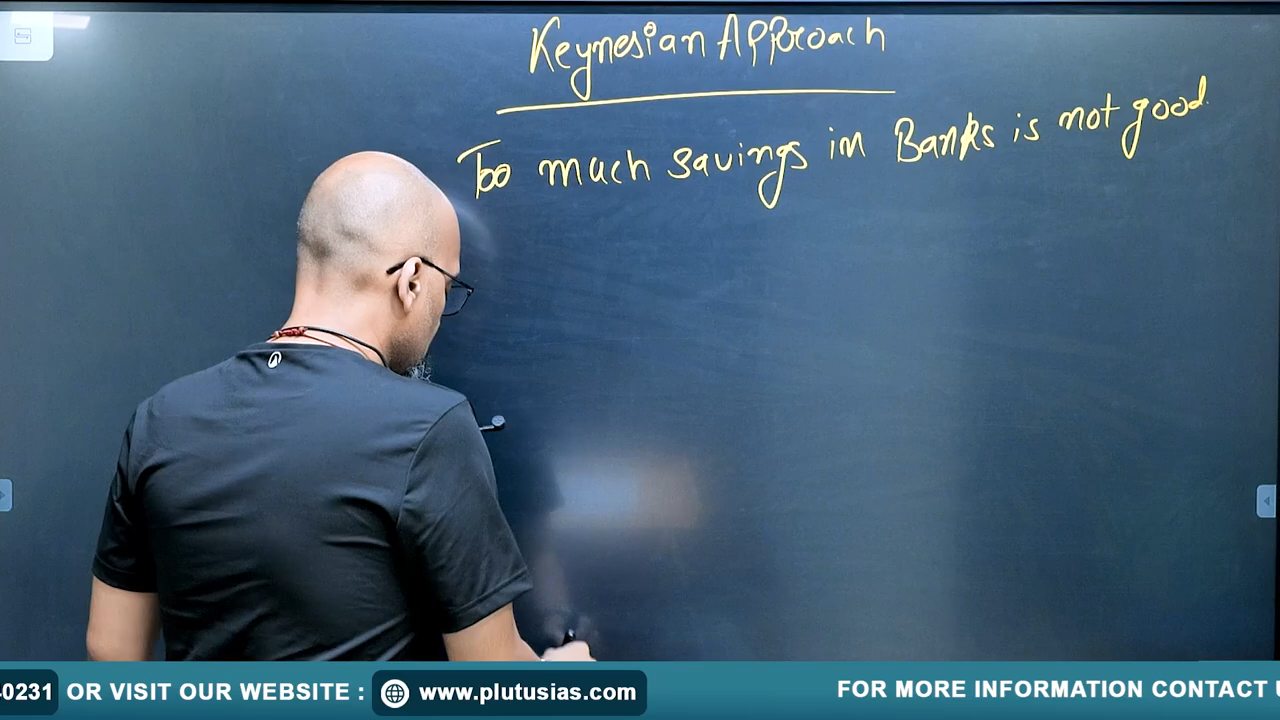 Keynesian Approach
Too much savings in Banks is not good.
0231 OR VISIT OUR WEBSITE : www.plutusias.com FOR MORE INFORMATION CONTACT U